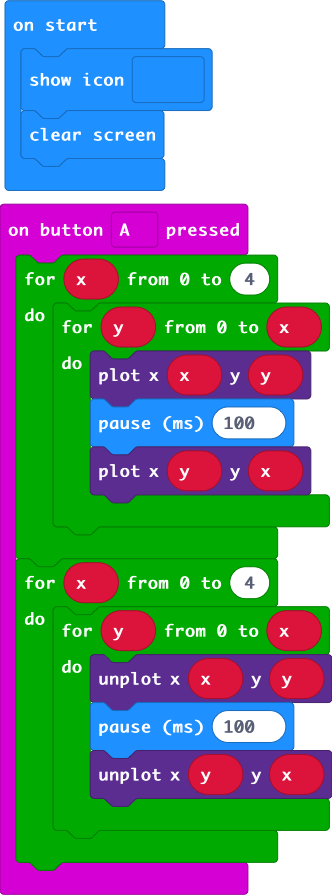 on start
show icon
clear screen
on button A pressed
for x from 0 to 4
do
for y from 0 to x
do
plot x x y y
pause (ms) 100
plot x y y x
for x from 0 to 4
do
for y from 0 to x
do
unplot x x y y
pause (ms) 100
unplot x y y x